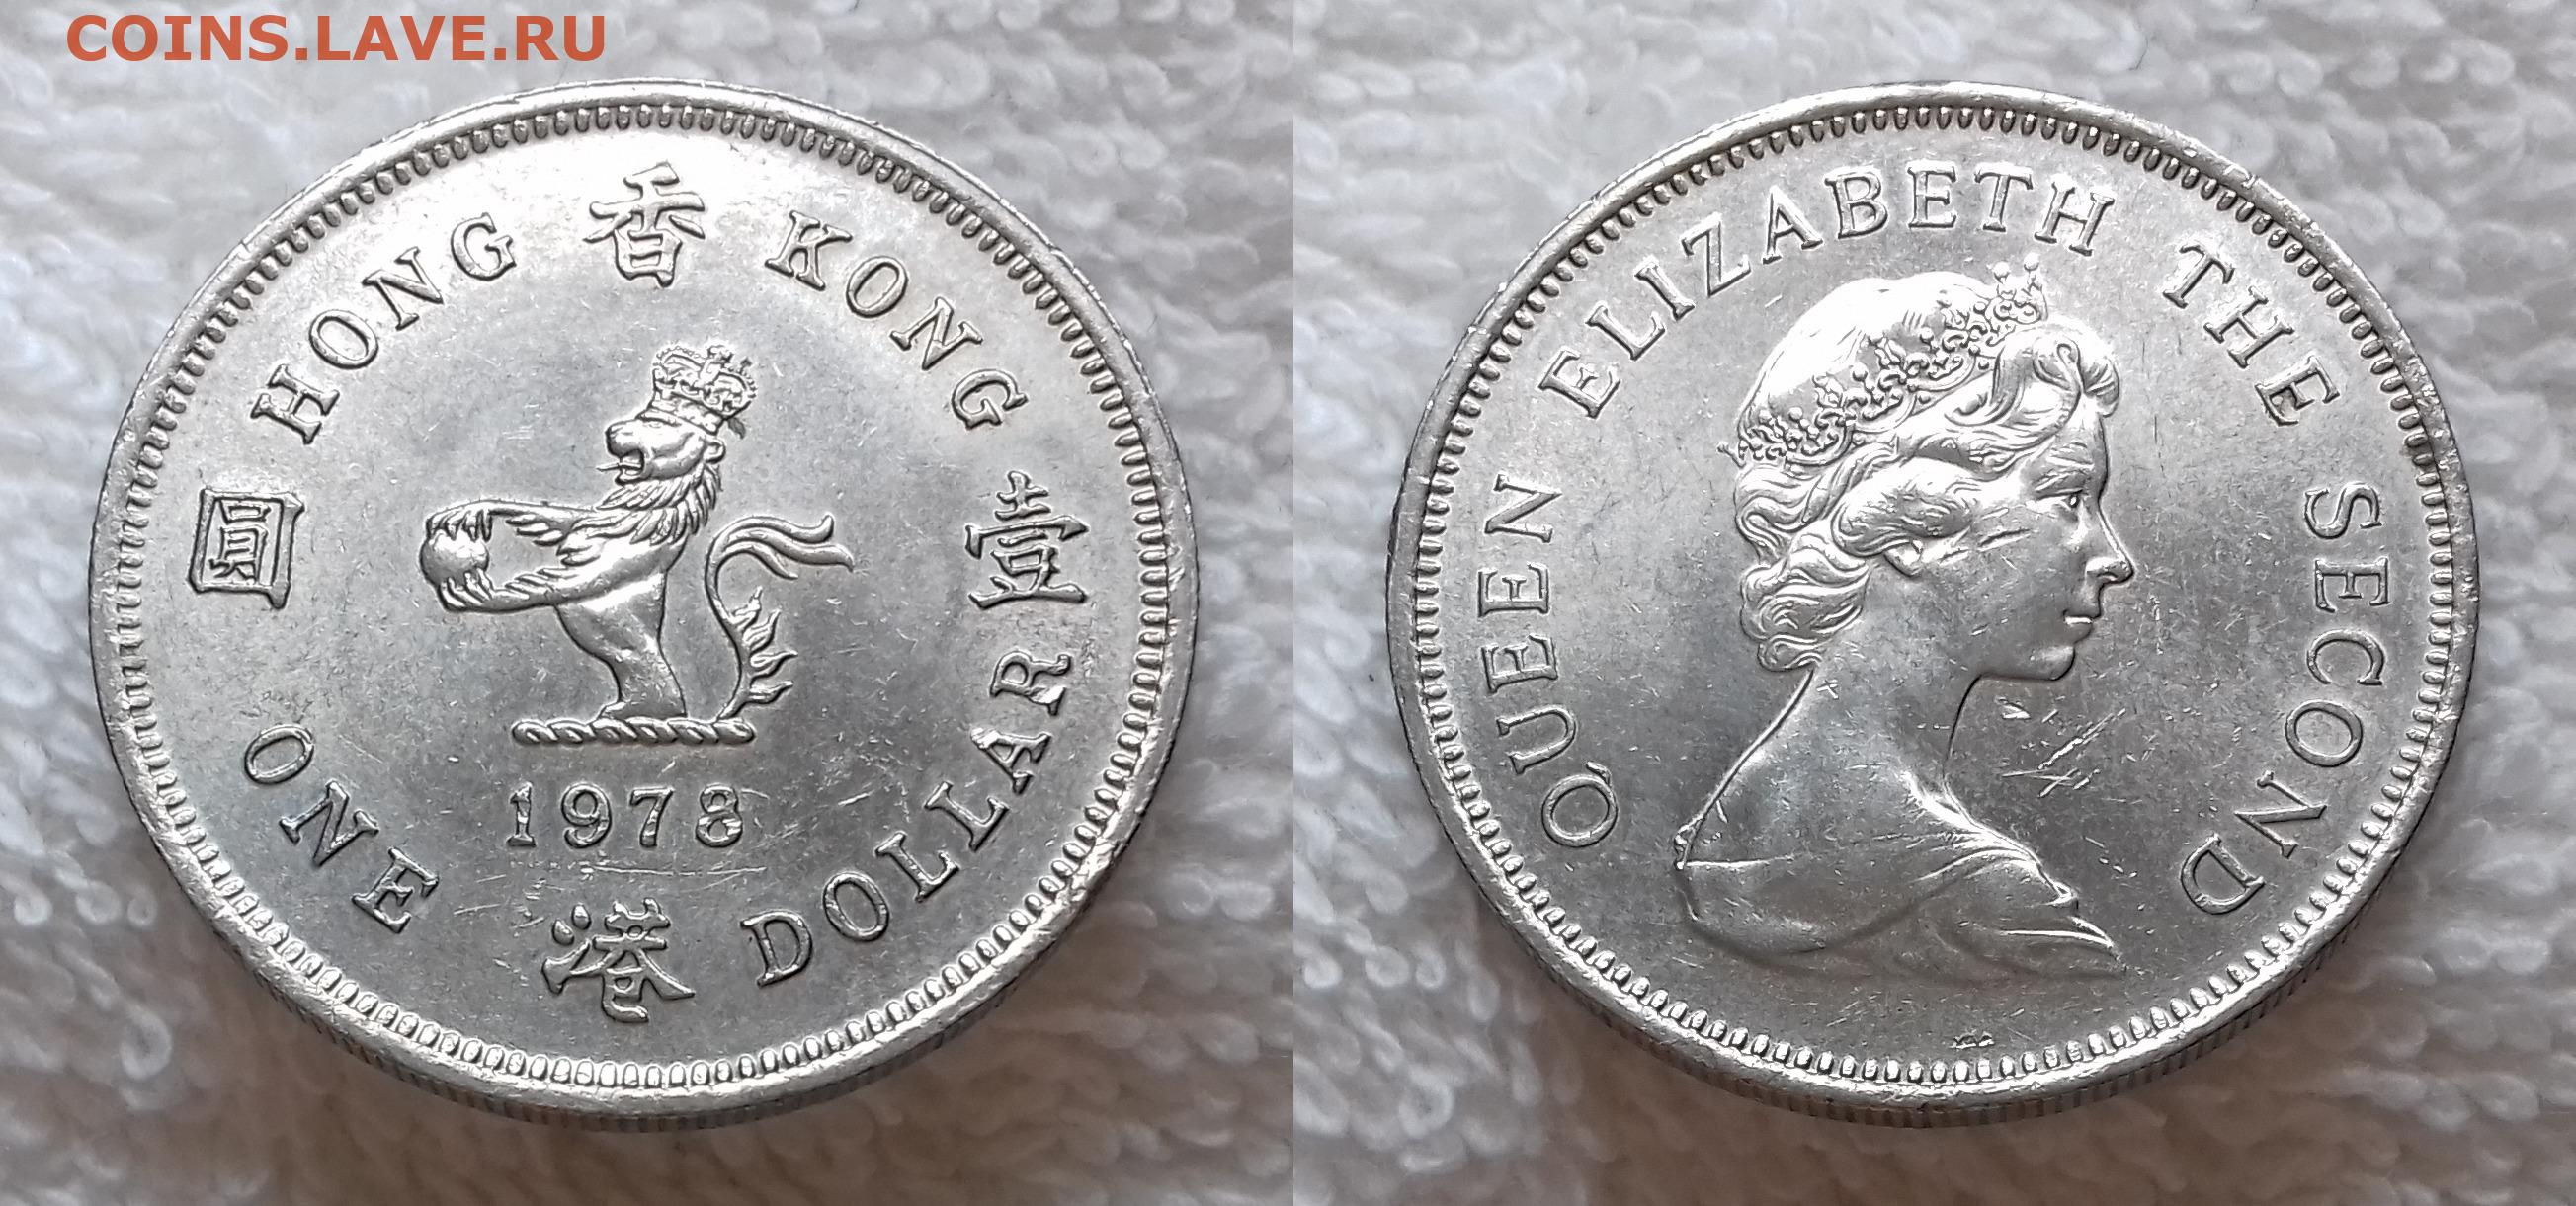 COINS.LAVE.RU
HONG 香 KONG
圓 壹
1978
ONE 港 DOLLAR
QUEEN ELIZABETH THE SECOND